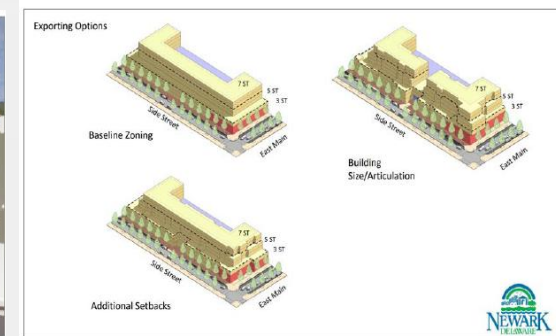 Exporting Options
7 ST
5 ST
3 ST
Side Street
East Main
Baseline Zoning
7 ST
5 ST
3 ST
Side Street
East Main
Building
Size/Articulation
7 ST
5 ST
3 ST
Side Street
East Main
Additional Setbacks
NEWARK
DELAWARE